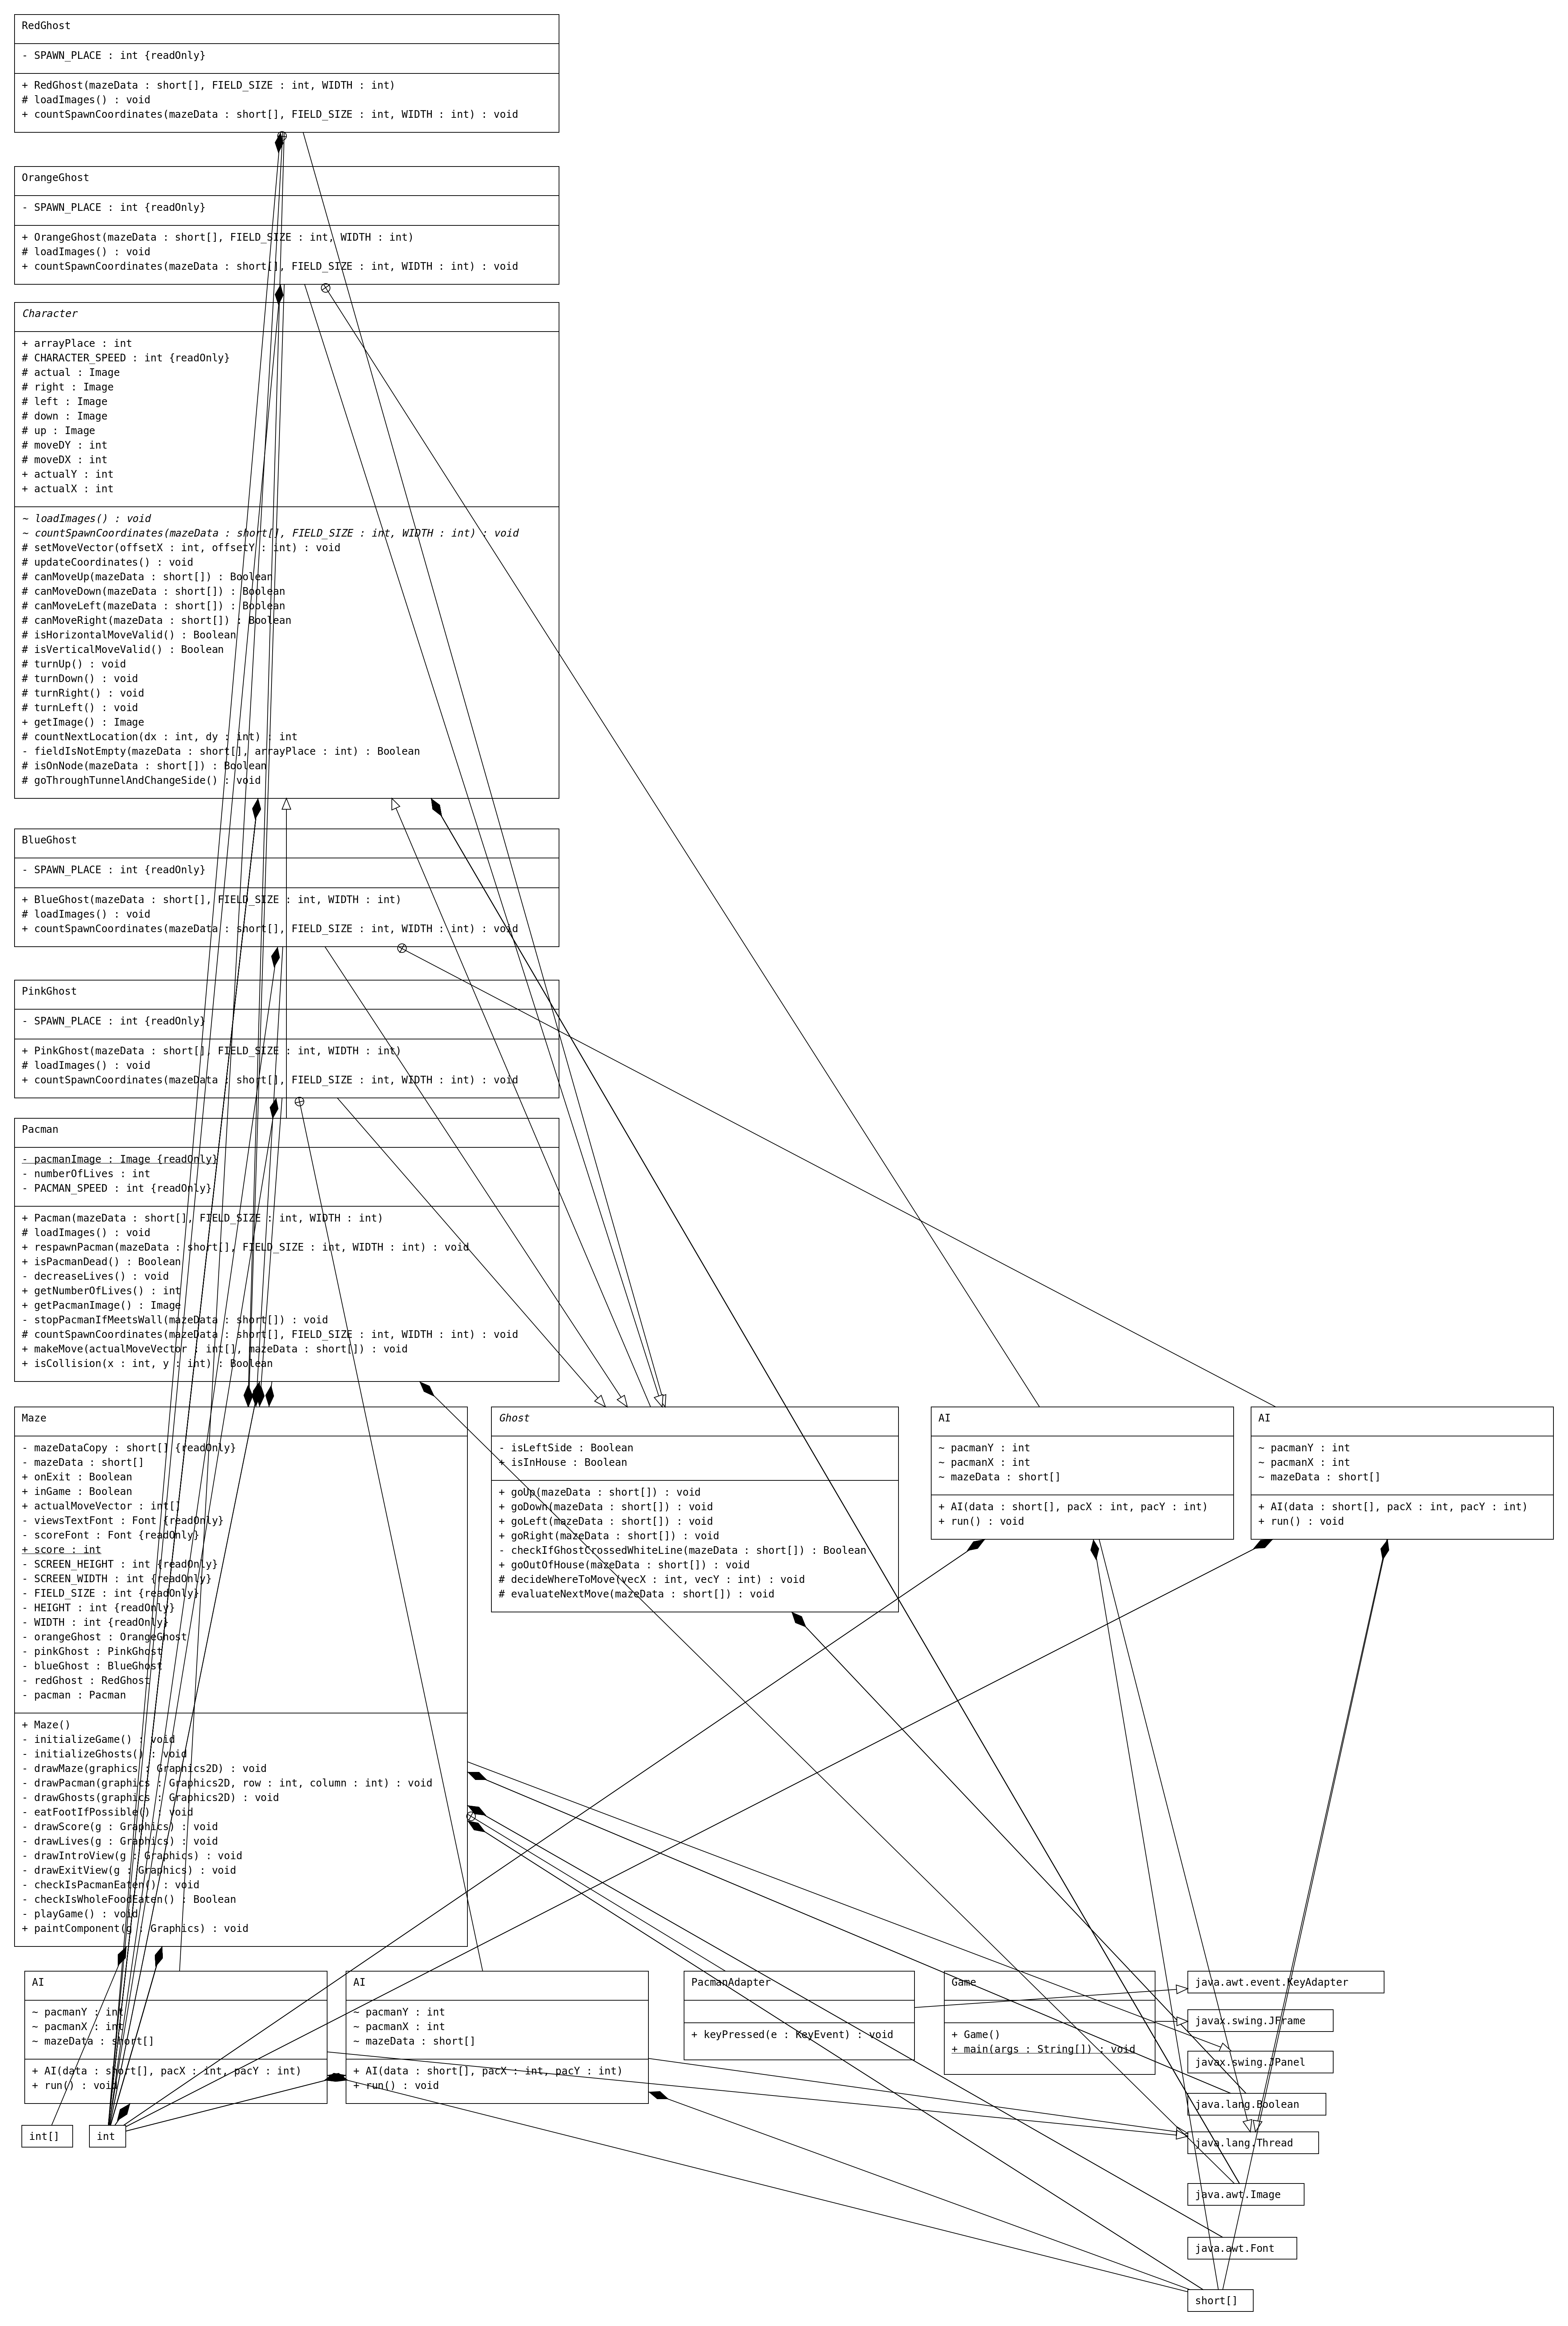 RedGhost
- SPAWN_PLACE : int {readOnly}
+ RedGhost(mazeData : short[], FIELD_SIZE : int, WIDTH : int)
# loadImages() : void
+ countSpawnCoordinates(mazeData : short[], FIELD_SIZE : int, WIDTH : int) : void
OrangeGhost
- SPAWN_PLACE : int {readOnly}
+ OrangeGhost(mazeData : short[], FIELD_SIZE : int, WIDTH : int)
# loadImages() : void
+ countSpawnCoordinates(mazeData : short[], FIELD_SIZE : int, WIDTH : int) : void
Character
+ arrayPlace : int
# CHARACTER_SPEED : int {readOnly}
# actual : Image
# right : Image
# left : Image
# down : Image
# up : Image
# moveDY : int
# moveDX : int
+ actualY : int
+ actualX : int
~ loadImages() : void
~ countSpawnCoordinates(mazeData : short[], FIELD_SIZE : int, WIDTH : int) : void
# setMoveVector(offsetX : int, offsetY : int) : void
# updateCoordinates() : void
# canMoveUp(mazeData : short[]) : Boolean
# canMoveDown(mazeData : short[]) : Boolean
# canMoveLeft(mazeData : short[]) : Boolean
# canMoveRight(mazeData : short[]) : Boolean
# isHorizontalMoveValid() : Boolean
# isVerticalMoveValid() : Boolean
# turnUp() : void
# turnDown() : void
# turnRight() : void
# turnLeft() : void
+ getImage() : Image
# countNextLocation(dx : int, dy : int) : int
- fieldIsNotEmpty(mazeData : short[], arrayPlace : int) : Boolean
# isOnNode(mazeData : short[]) : Boolean
# goThroughTunnelAndChangeSide() : void
BlueGhost
- SPAWN_PLACE : int {readOnly}
+ BlueGhost(mazeData : short[], FIELD_SIZE : int, WIDTH : int)
# loadImages() : void
+ countSpawnCoordinates(mazeData : short[], FIELD_SIZE : int, WIDTH : int) : void
PinkGhost
- SPAWN_PLACE : int {readOnly}
+ PinkGhost(mazeData : short[], FIELD_SIZE : int, WIDTH : int)
# loadImages() : void
+ countSpawnCoordinates(mazeData : short[], FIELD_SIZE : int, WIDTH : int) : void
Pacman
- pacmanImage : Image {readOnly}
- numberOfLives : int
- PACMAN_SPEED : int {readOnly}
+ Pacman(mazeData : short[], FIELD_SIZE : int, WIDTH : int)
# loadImages() : void
+ respawnPacman(mazeData : short[], FIELD_SIZE : int, WIDTH : int) : void
+ isPacmanDead() : Boolean
- decreaseLives() : void
+ getNumberOfLives() : int
+ getPacmanImage() : Image
- stopPacmanIfMeetsWall(mazeData : short[]) : void
# countSpawnCoordinates(mazeData : short[], FIELD_SIZE : int, WIDTH : int) : void
+ makeMove(actualMoveVector : int[], mazeData : short[]) : void
+ isCollision(x : int, y : int) : Boolean
Maze
- mazeDataCopy : short[] {readOnly}
- mazeData : short[]
+ onExit : Boolean
+ inGame : Boolean
+ actualMoveVector : int[]
- viewsTextFont : Font {readOnly}
- scoreFont : Font {readOnly}
+ score : int
- SCREEN_HEIGHT : int {readOnly}
- SCREEN_WIDTH : int {readOnly}
- FIELD_SIZE : int {readOnly}
- HEIGHT : int {readOnly}
- WIDTH : int {readOnly}
- orangeGhost : OrangeGhost
- pinkGhost : PinkGhost
- blueGhost : BlueGhost
- redGhost : RedGhost
- pacman : Pacman
+ Maze()
- initializeGame() : void
- initializeGhosts() : void
- drawMaze(graphics : Graphics2D) : void
- drawPacman(graphics : Graphics2D, row : int, column : int) : void
- drawGhosts(graphics : Graphics2D) : void
- eatFootIfPossible() : void
- drawScore(g : Graphics) : void
- drawLives(g : Graphics) : void
- drawIntroView(g : Graphics) : void
- drawExitView(g : Graphics) : void
- checkIsPacmanEaten() : void
- checkIsWholeFoodEaten() : Boolean
- playGame() : void
+ paintComponent(g : Graphics) : void
Ghost
- isLeftSide : Boolean
+ isInHouse : Boolean
+ goUp(mazeData : short[]) : void
+ goDown(mazeData : short[]) : void
+ goLeft(mazeData : short[]) : void
+ goRight(mazeData : short[]) : void
- checkIfGhostCrossedWhiteLine(mazeData : short[]) : Boolean
+ goOutOfHouse(mazeData : short[]) : void
# decideWhereToMove(vecX : int, vecY : int) : void
# evaluateNextMove(mazeData : short[]) : void
AI
~ pacmanY : int
~ pacmanX : int
~ mazeData : short[]
+ AI(data : short[], pacX : int, pacY : int)
+ run() : void
AI
~ pacmanY : int
~ pacmanX : int
~ mazeData : short[]
+ AI(data : short[], pacX : int, pacY : int)
+ run() : void
AI
~ pacmanY : int
~ pacmanX : int
~ mazeData : short[]
+ AI(data : short[], pacX : int, pacY : int)
+ run() : void
AI
~ pacmanY : int
~ pacmanX : int
~ mazeData : short[]
+ AI(data : short[], pacX : int, pacY : int)
+ run() : void
PacmanAdapter
+ keyPressed(e : KeyEvent) : void
Game
+ Game()
+ main(args : String[]) : void
java.awt.event.KeyAdapter
javax.swing.JFrame
javax.swing.JPanel
java.lang.Boolean
java.lang.Thread
java.awt.Image
java.awt.Font
short[]
int[]
int